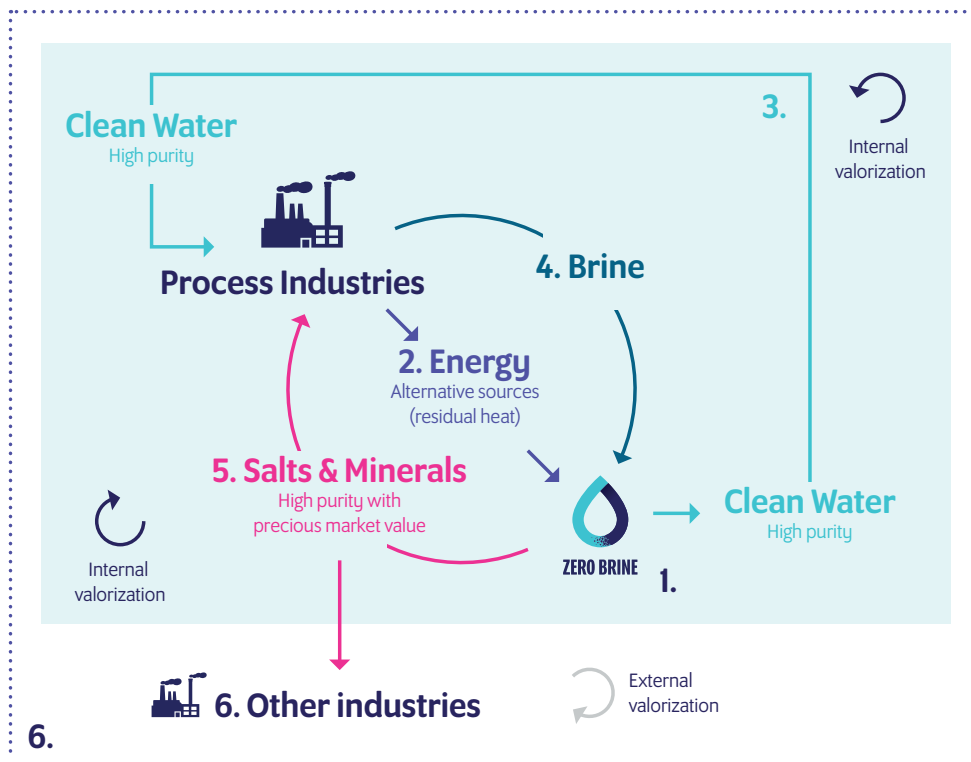 3.
Clean Water
High purity
Internal
valorization
Process Industries
4. Brine
2. Energy
Alternative sources
(residual heat)
5. Salts & Minerals
High purity with
precious market value
Clean Water
High purity
ZERO BRINE
1.
Internal
valorization
6. Other industries
External
valorization
6.